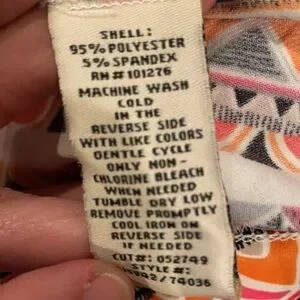 SHELL:
95% POLYESTER
5% SPANDEX
RN# 101276
MACHINE WASH
COLD
IN THE
REVERSE SIDE
WITH LIKE COLORS
GENTLE CYCLE
ONLY NON-
CHLORINE BLEACH
WHEN NEEDED
TUMBLE DRY LOW
REMOVE PROMPTLY
COOL IRON ON
REVERSE SIDE
IF NEEDED
CUT#: 052749
STYLE #:
/74036